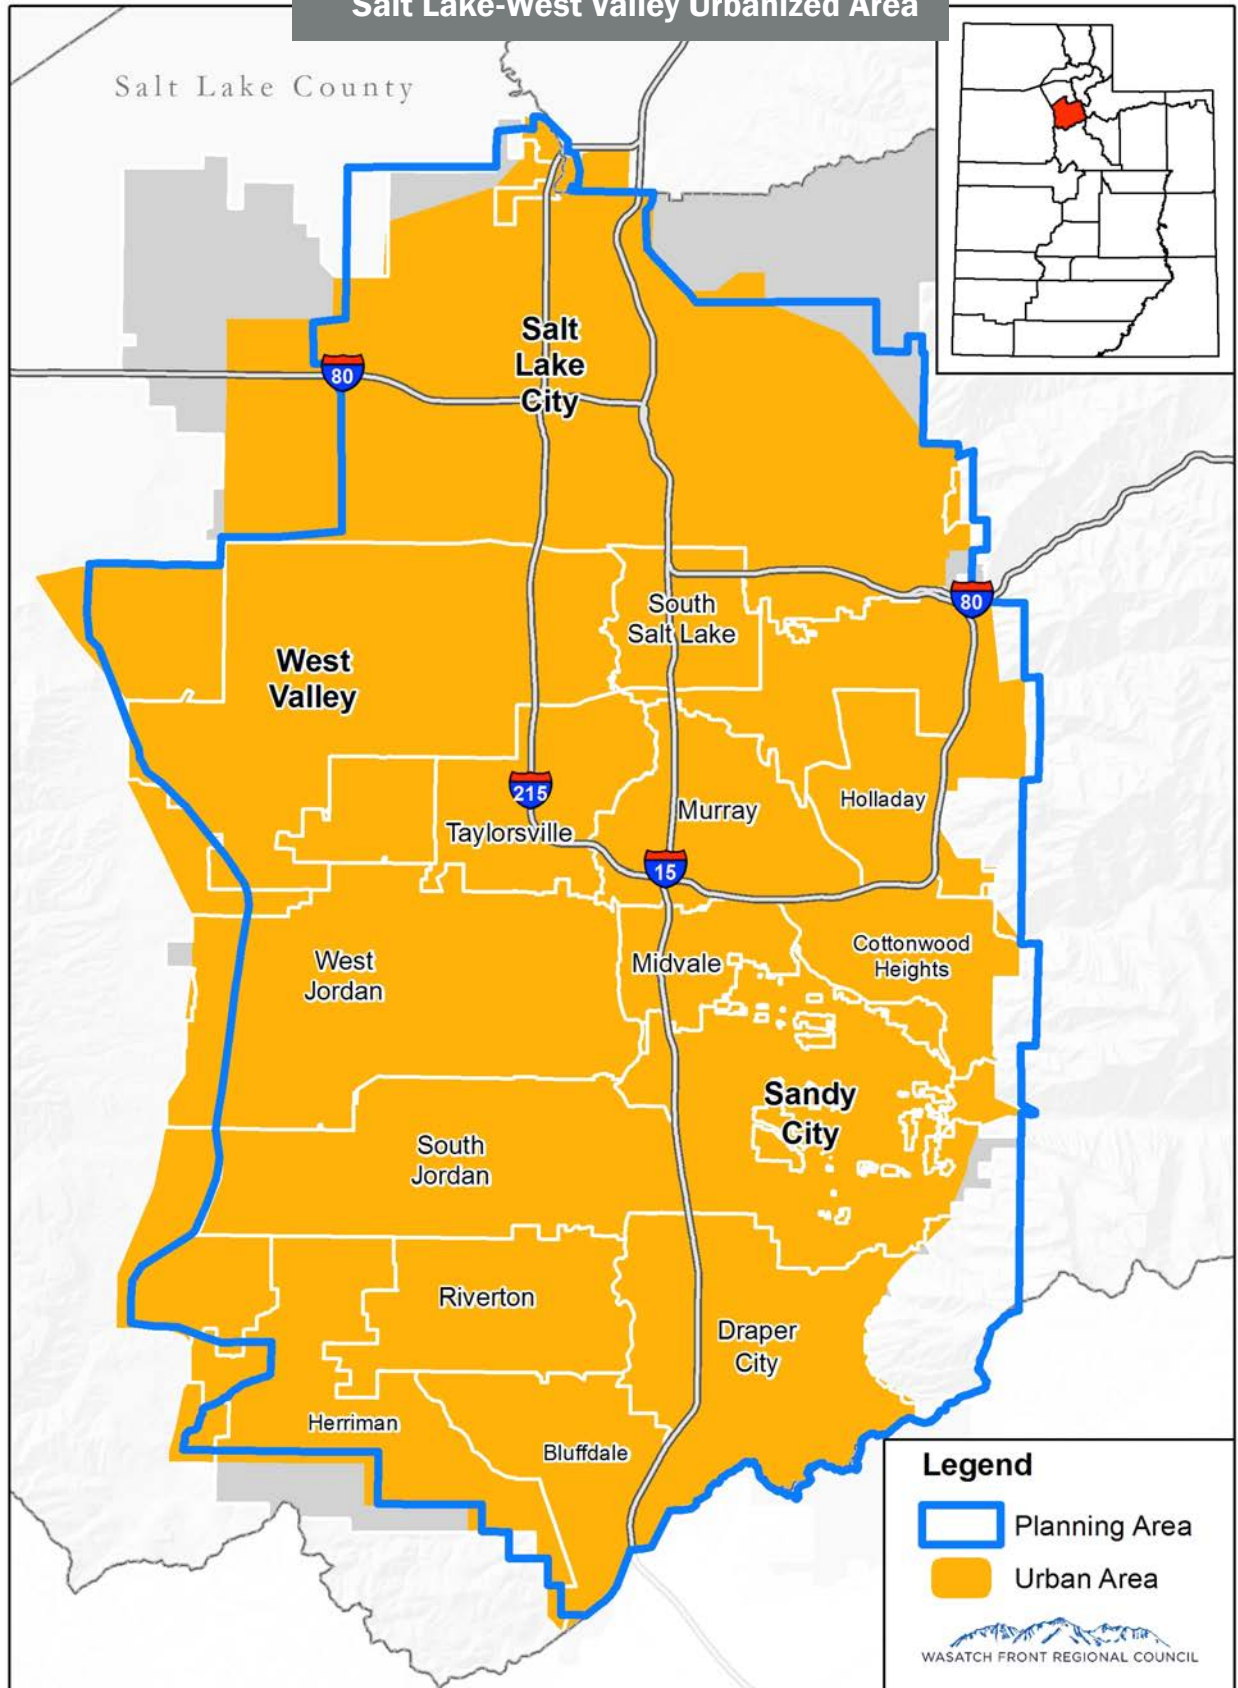 Salt Lake-West Valley Urbanized Area
Salt Lake County
Salt
Lake
City
80
South
Salt Lake
80
West
Valley
215
Taylorsville
Murray
Holladay
15
West
Jordan
Midvale
Cottonwood
Heights
Sandy
City
South
Jordan
Riverton
Draper
City
Herriman
Bluffdale
Legend
Planning Area
Urban Area
WASATCH FRONT REGIONAL COUNCIL